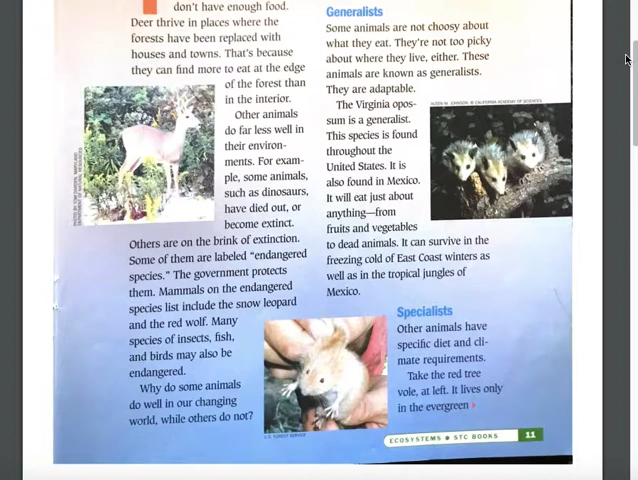 don't have enough food.
Deer thrive in places where the
forests have been replaced with
houses and towns. That's because
they can find more to eat at the edge
of the forest than
in the interior.
Other animals
do far less well in
their environ-
ments. For exam-
ple, some animals,
such as dinosaurs,
have died out, or
become extinct.
Others are on the brink of extinction.
Some of them are labeled "endangered
species." The government protects
them. Mammals on the endangered
species list include the snow leopard
and the red wolf. Many
species of insects, fish,
and birds may also be
endangered.
Why do some animals
do well in our changing
world, while others do not?
U.S. FOREST SERVICE
Generalists
Some animals are not choosy about
what they eat. They're not too picky
about where they live, either. These
animals are known as generalists.
They are adaptable.
The Virginia opos-
sum is a generalist.
This species is found
throughout the
United States. It is
also found in Mexico.
It will eat just about
anything—from
fruits and vegetables
to dead animals. It can survive in the
freezing cold of East Coast winters as
well as in the tropical jungles of
Mexico.
Specialists
Other animals have
specific diet and cli-
mate requirements.
Take the red tree
vole, at left. It lives only
in the evergreen
ECOSYSTEMS • STC BOOKS 11